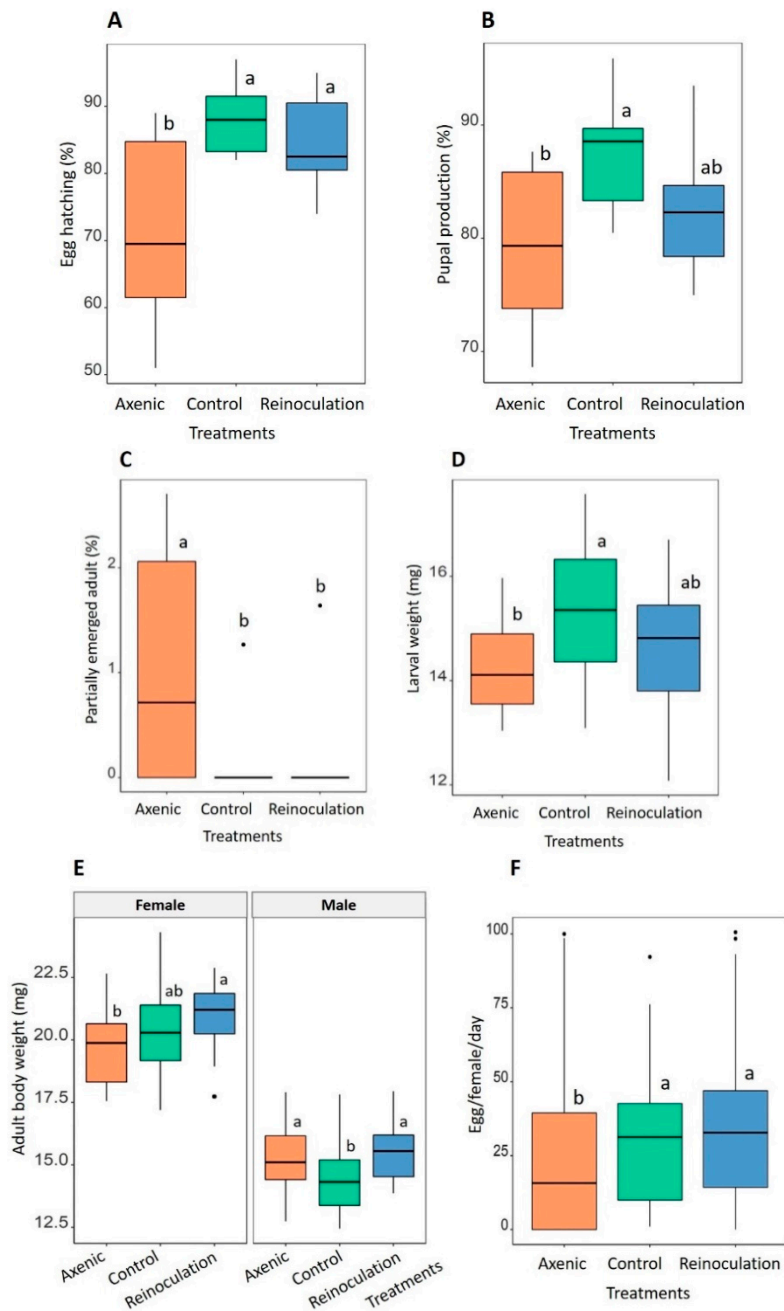 A
Egg hatching (%)
90
80
70
60
50
b
a
a
Axenic Control Reinoculation
Treatments
B
Pupal production (%)
90
80
70
b
a
ab
Axenic Control Reinoculation
Treatments
C
Partially emerged adult (%)
2
1
0
a
b
b
Axenic Control Reinoculation
Treatments
D
Larval weight (mg)
16
14
12
b
a
ab
Axenic Control Reinoculation
Treatments
E
Female Male
Adult body weight (mg)
22.5
20.0
17.5
15.0
12.5
b
ab
a
a
b
a
Axenic Control Reinoculation Axenic Control Reinoculation Treatments
F
Egg/female/day
100
75
50
25
0
b
a
a
Axenic Control Reinoculation
Treatments